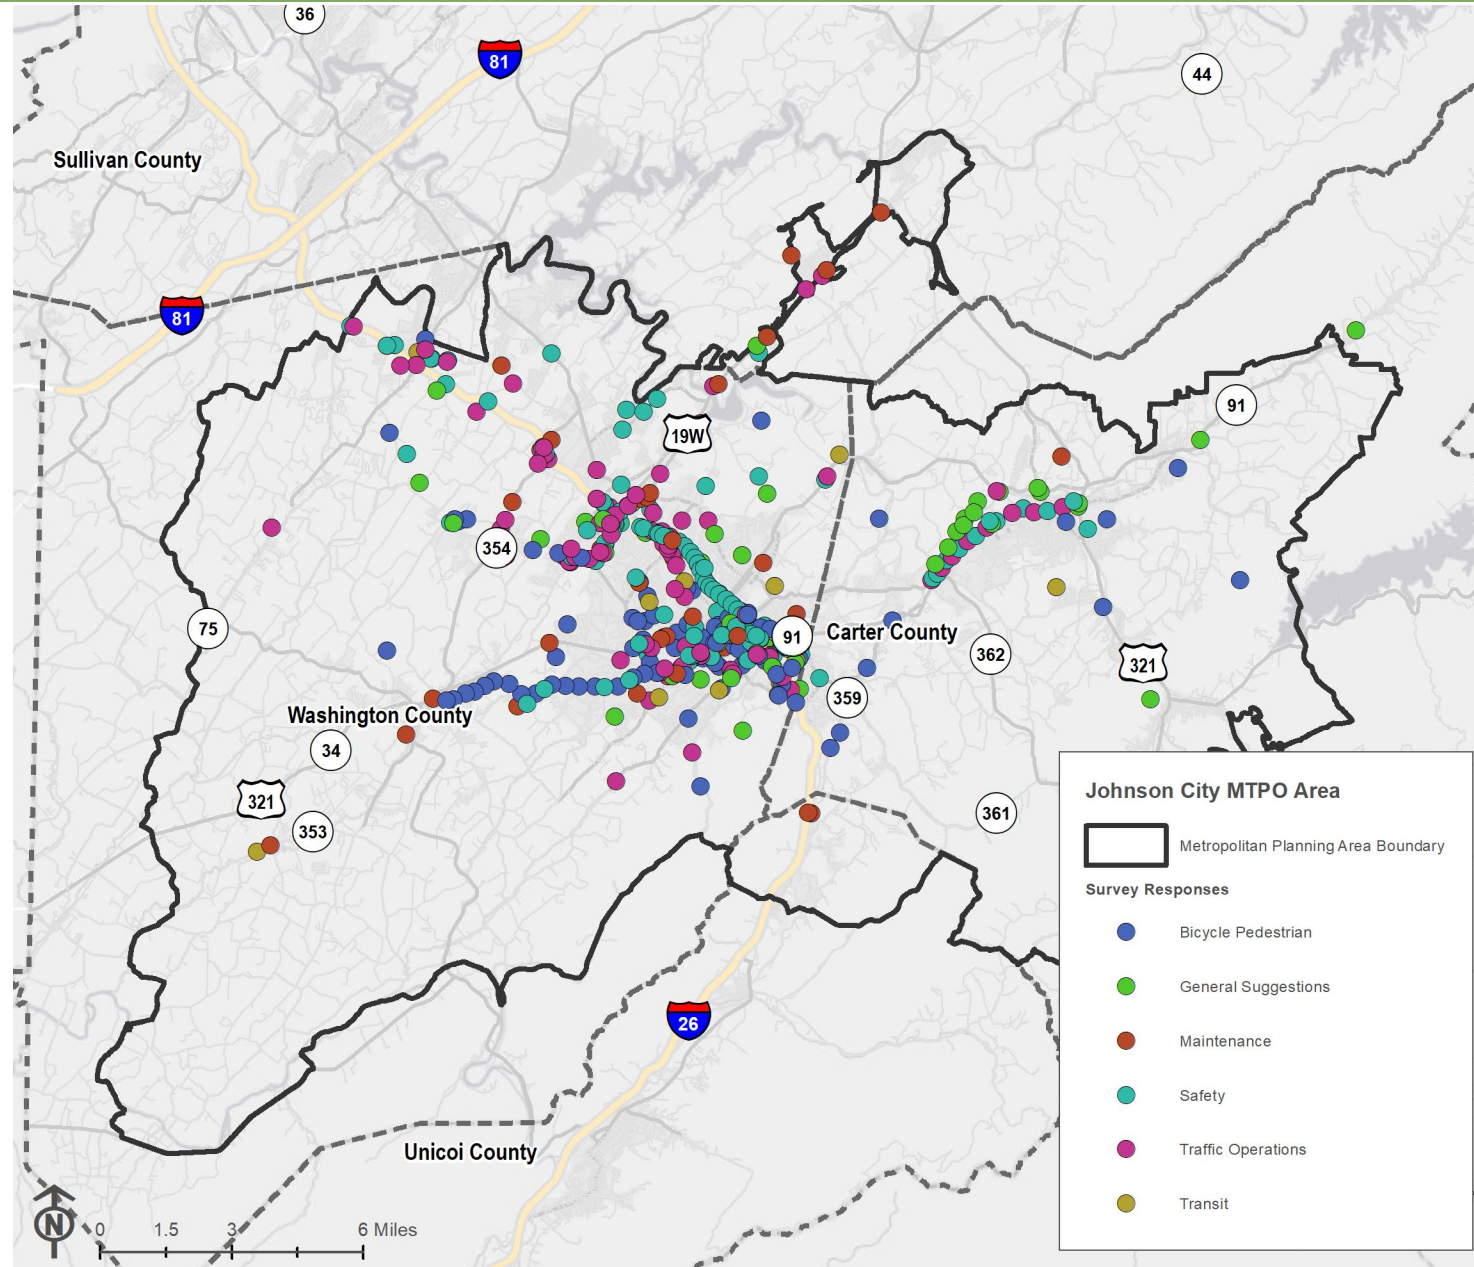 36
81
44
Sullivan County
81
91
19W
354
75
91
Carter County
362
321
359
Washington County
34
321
353
361
26
Unicoi County
Johnson City MTPO Area
Metropolitan Planning Area Boundary
Survey Responses
Bicycle Pedestrian
General Suggestions
Maintenance
Safety
Traffic Operations
Transit
N
0 1.5 3 6 Miles